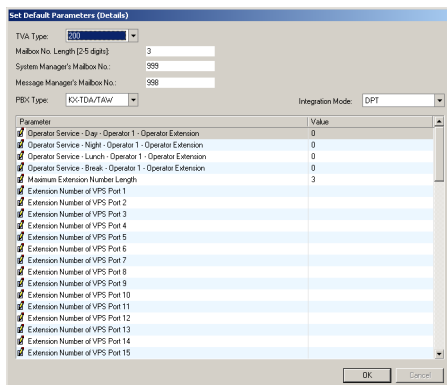 Set Default Parameters (Details)
TVA Type: 200
Mailbox No. Length [2-5 digits]: 3
System Manager's Mailbox No.: 999
Message Manager's Mailbox No.: 998
PBX Type: KX-TDA/TAW Integration Mode: DPT
Parameter Value
Operator Service - Day - Operator 1 - Operator Extension 0
Operator Service - Night - Operator 1 - Operator Extension 0
Operator Service - Lunch - Operator 1 - Operator Extension 0
Operator Service - Break - Operator 1 - Operator Extension 0
Maximum Extension Number Length 3
Extension Number of VPS Port 1
Extension Number of VPS Port 2
Extension Number of VPS Port 3
Extension Number of VPS Port 4
Extension Number of VPS Port 5
Extension Number of VPS Port 6
Extension Number of VPS Port 7
Extension Number of VPS Port 8
Extension Number of VPS Port 9
Extension Number of VPS Port 10
Extension Number of VPS Port 11
Extension Number of VPS Port 12
Extension Number of VPS Port 13
Extension Number of VPS Port 14
Extension Number of VPS Port 15
OK Cancel